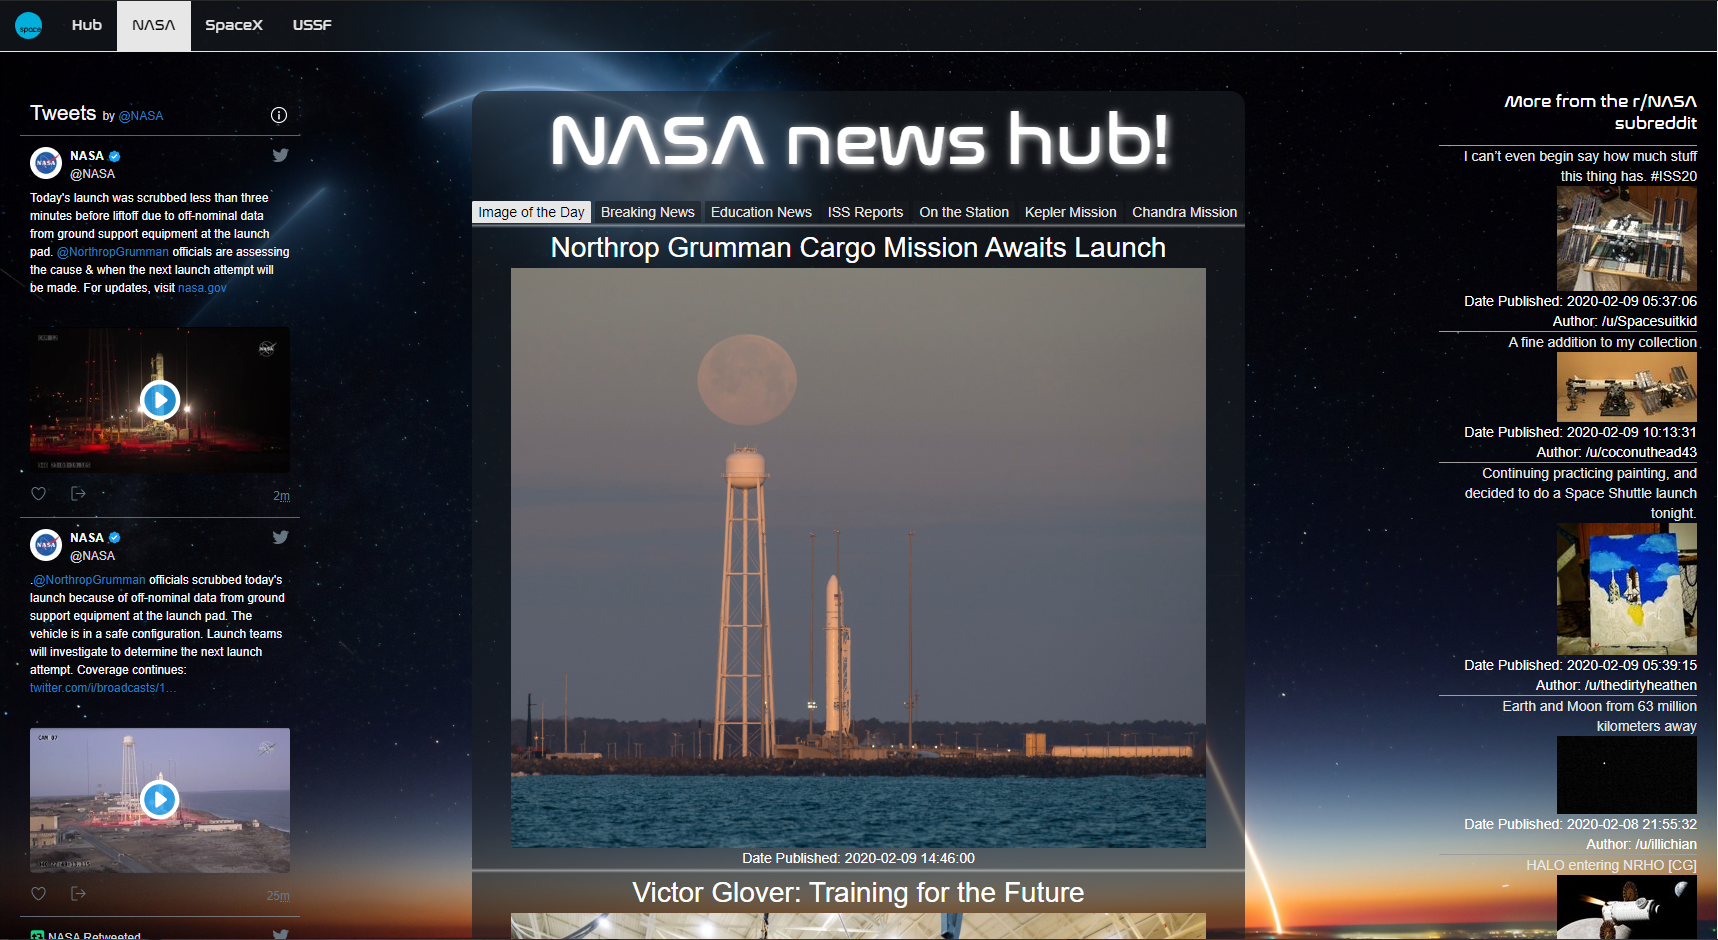 space Hub NASA SpaceX USSF
Tweets by @NASA
NASA
@NASA
Today's launch was scrubbed less than three
minutes before liftoff due to off-nominal data
from ground support equipment at the launch
pad. @NorthropGrumman officials are assessing
the cause & when the next launch attempt will
be made. For updates, visit nasa.gov
2m
NASA
@NASA
.@NorthropGrumman officials scrubbed today's
launch because of off-nominal data from ground
support equipment at the launch pad. The
vehicle is in a safe configuration. Launch teams
will investigate to determine the next launch
attempt. Coverage continues:
twitter.com/i/broadcasts/1…
CAM 07
25m
NASA Retweeted
NASA news hub!
Image of the Day Breaking News Education News ISS Reports On the Station Kepler Mission Chandra Mission
Northrop Grumman Cargo Mission Awaits Launch
Date Published: 2020-02-09 14:46:00
Victor Glover: Training for the Future
More from the r/NASA
subreddit
I can't even begin say how much stuff
this thing has. #ISS20
Date Published: 2020-02-09 05:37:06
Author: /u/Spacesuitkid
A fine addition to my collection
Date Published: 2020-02-09 10:13:31
Author: /u/coconuthead43
Continuing practicing painting, and
decided to do a Space Shuttle launch
tonight.
Date Published: 2020-02-09 05:39:15
Author: /u/thedirtyheathen
Earth and Moon from 63 million
kilometers away
Date Published: 2020-02-08 21:55:32
Author: /u/illichian
HALO entering NRHO [CG]